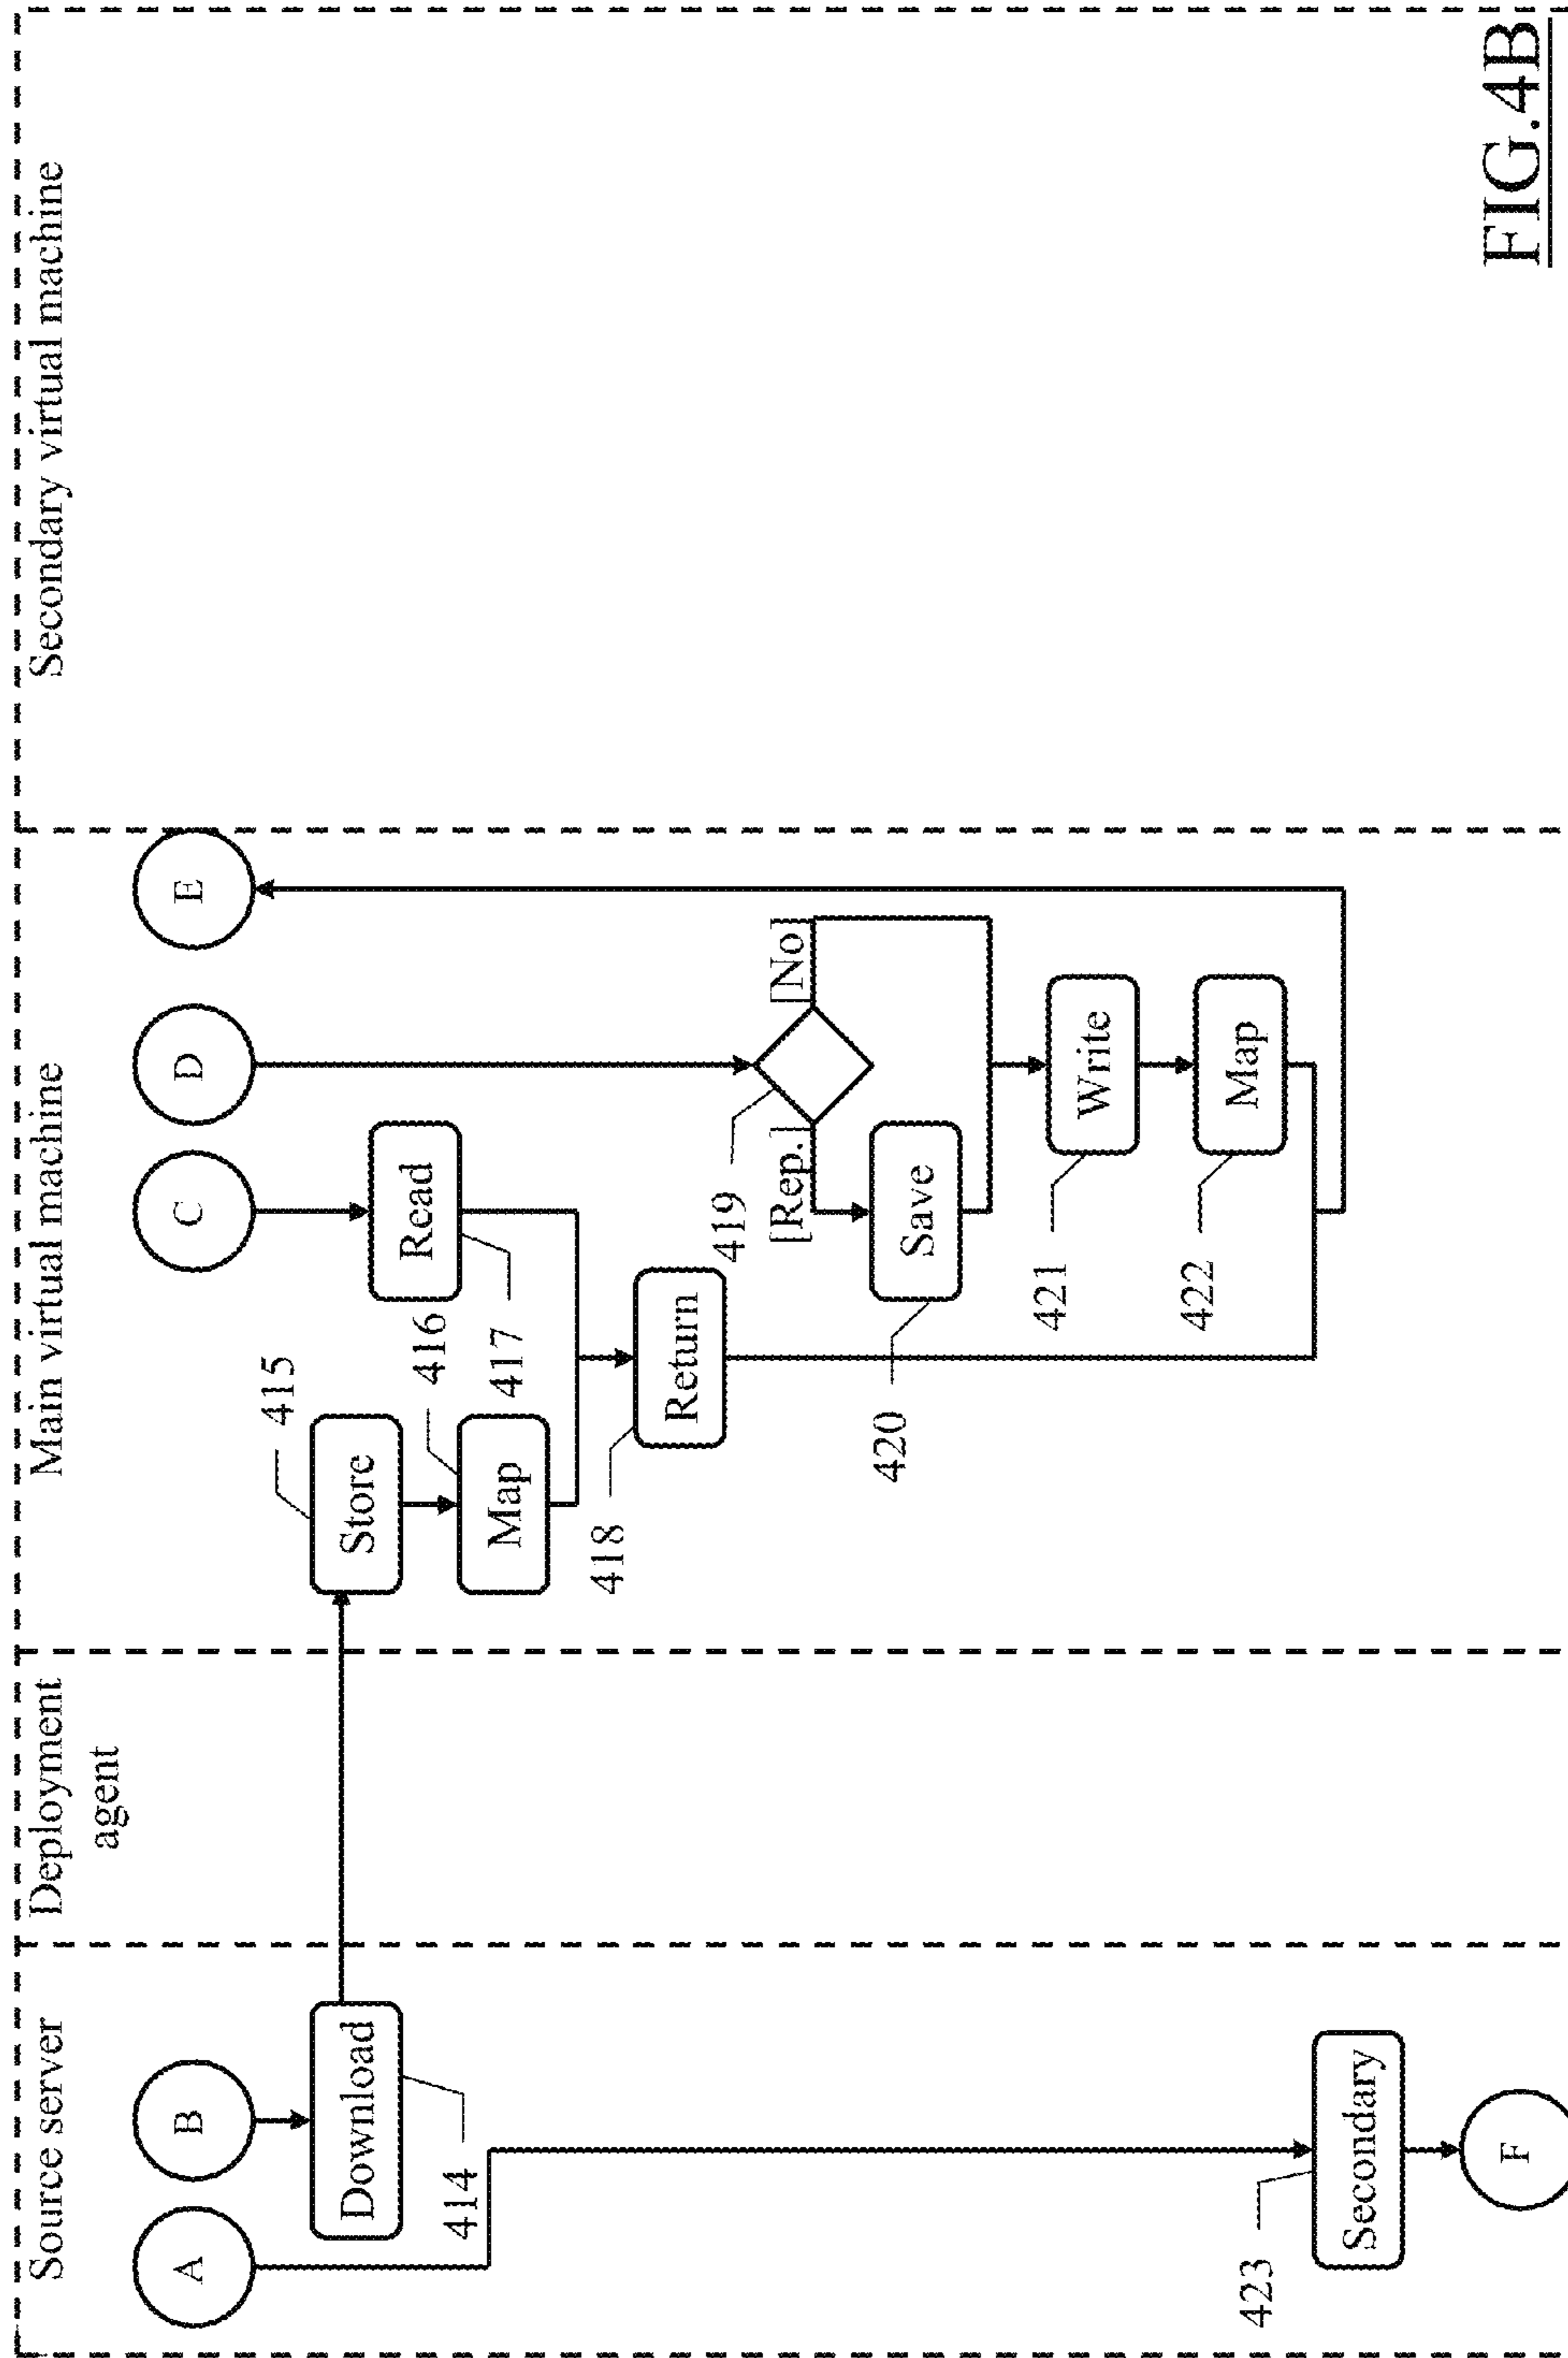 Source server
Deployment
agent
Main virtual machine
Secondary virtual machine
A
B
C
D
E
Download
414
Store
415
Map
416
Read
417
Return
418
419
[Rep.]
[No]
Save
420
Write
421
Map
422
Secondary
423
F
FIG.4B